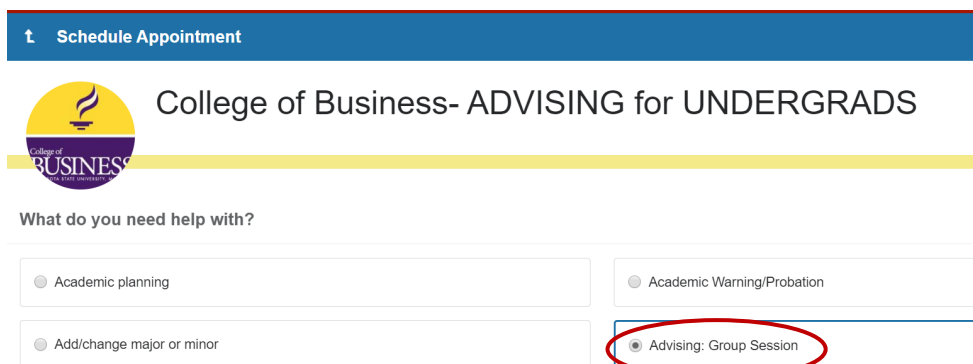 Schedule Appointment
College of Business- ADVISING for UNDERGRADS
College of
BUSINESS
What do you need help with?
Academic planning
Academic Warning/Probation
Add/change major or minor
Advising: Group Session